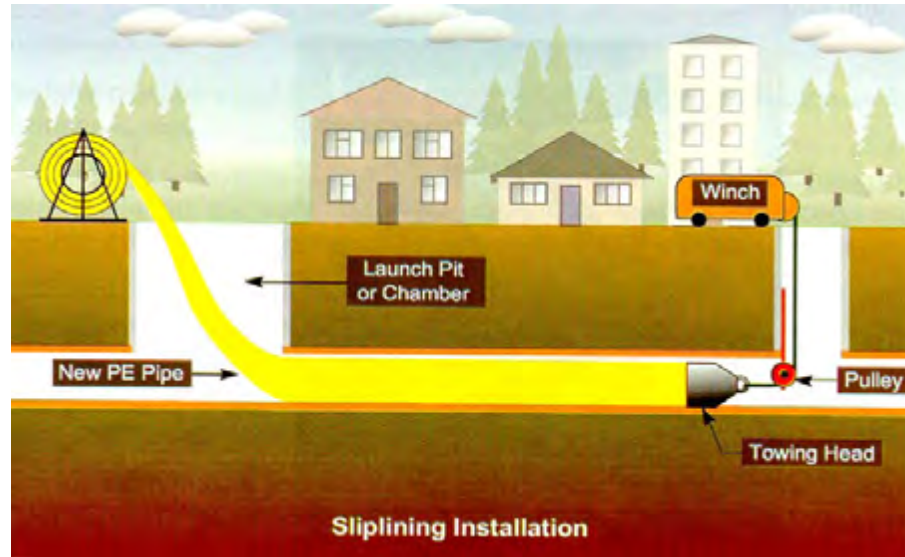 Winch
Launch Pit
or Chamber
New PE Pipe
Pulley
Towing Head
Sliplining Installation